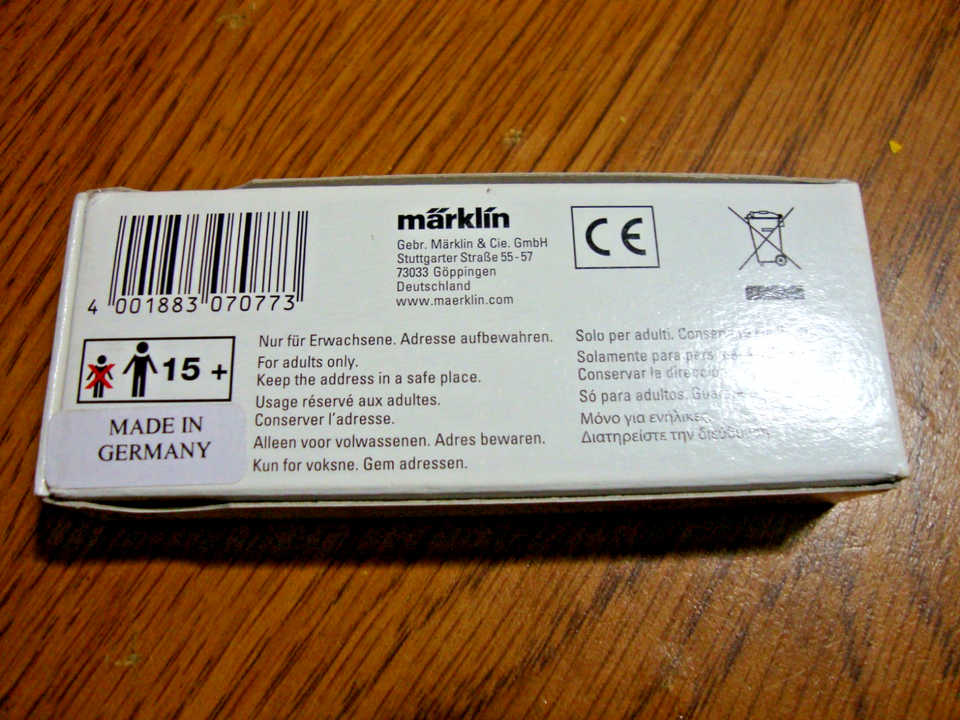 4 001883 070773
märklin
Gebr. Märklin & Cie. GmbH
Stuttgarter Straße 55-57
73033 Göppingen
Deutschland
www.maerklin.com
CE
15 +
MADE IN
GERMANY
Nur für Erwachsene. Adresse aufbewahren.
For adults only.
Keep the address in a safe place.
Usage réservé aux adultes.
Conserver l'adresse.
Alleen voor volwassenen. Adres bewaren.
Kun for voksne. Gem adressen.
Solo per adulti.
Solamente para
Conservar le
Só para adultos.
Μόνο για ενήλικες
Διατηρείστε την διεύθυνση